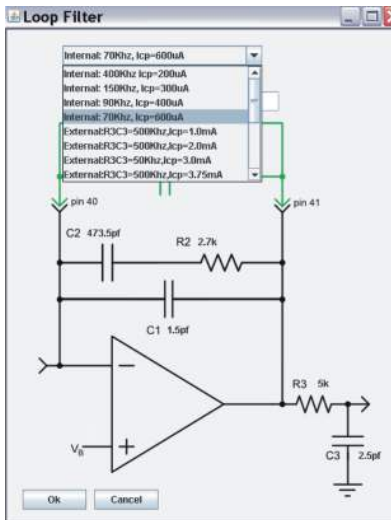 Loop Filter
Internal: 70Khz, Icp=600uA
Internal: 400Khz Icp=200uA
Internal: 150Khz, Icp=300uA
Internal: 90Khz, Icp=400uA
Internal: 70Khz, Icp=600uA
External:R3C3=500Khz,Icp=1.0mA
External:R3C3=500Khz,Icp=2.0mA
External:R3C3=50Khz,Icp=3.0mA
External:R3C3=500Khz,Icp=3.75mA
pin 40
pin 41
C2 473.5pf
R2 2.7k
C1 1.5pf
R3 5k
VB
C3 2.5pf
Ok
Cancel